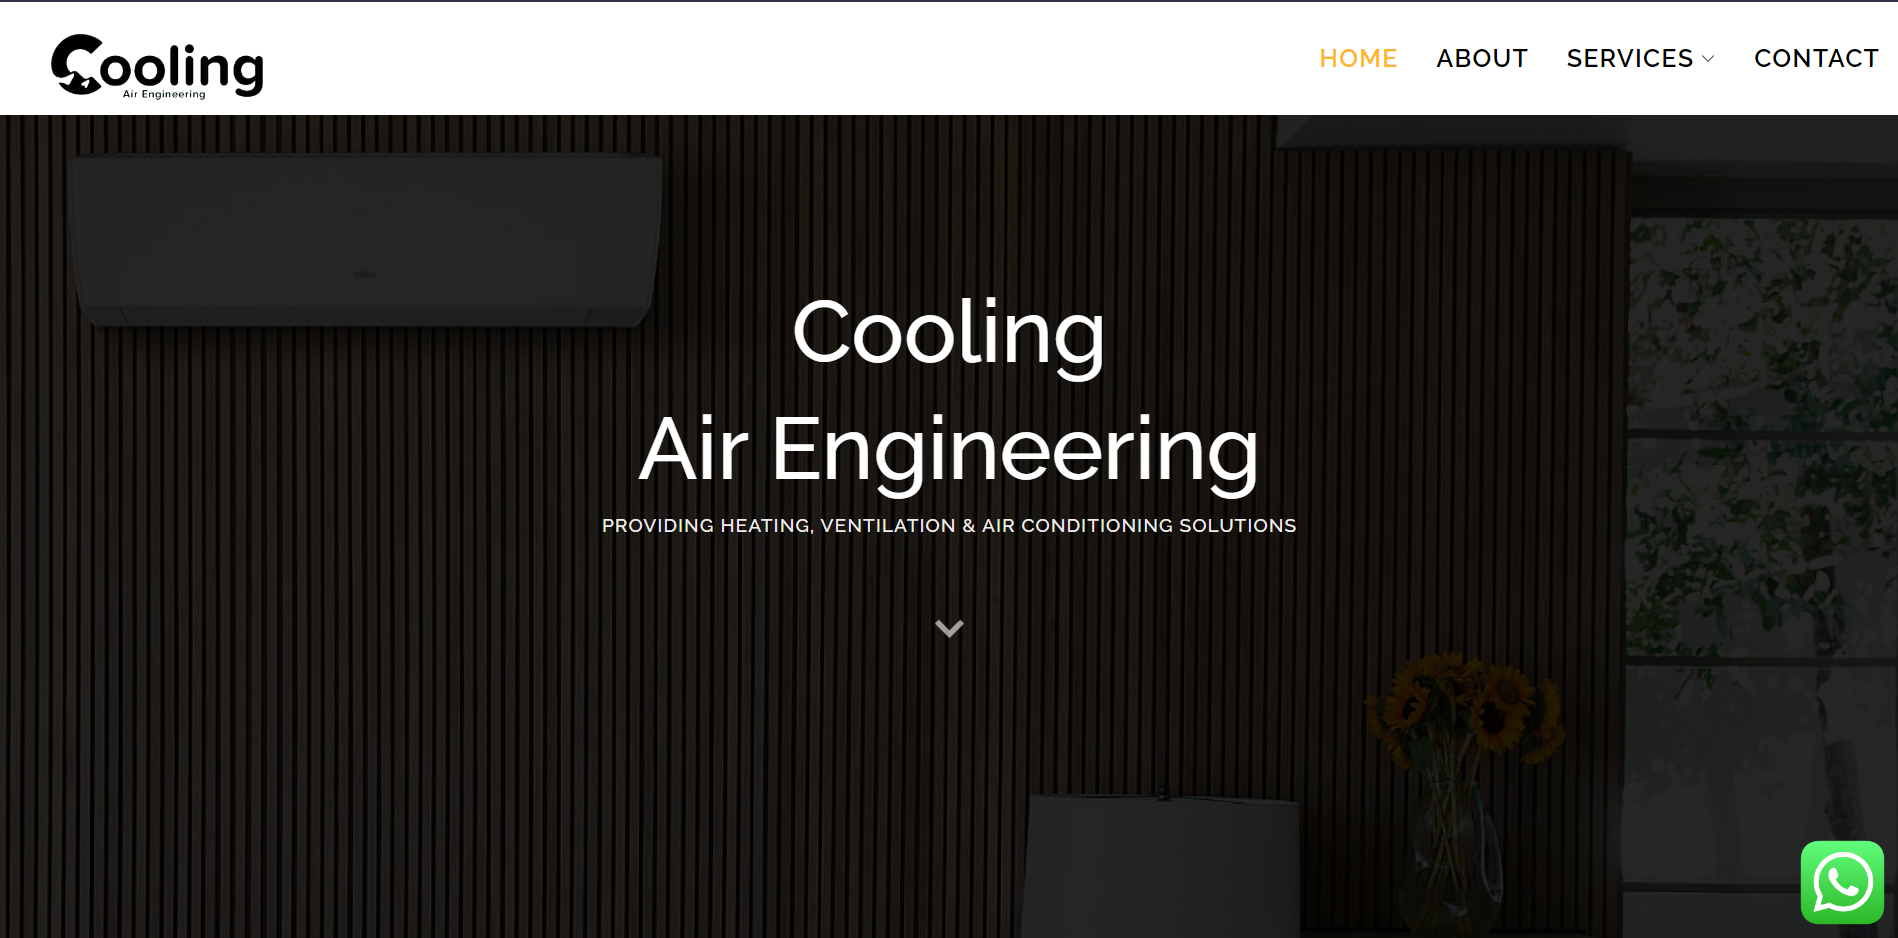 Cooling
Air Engineering
HOME ABOUT SERVICES CONTACT
Cooling
Air Engineering
PROVIDING HEATING, VENTILATION & AIR CONDITIONING SOLUTIONS